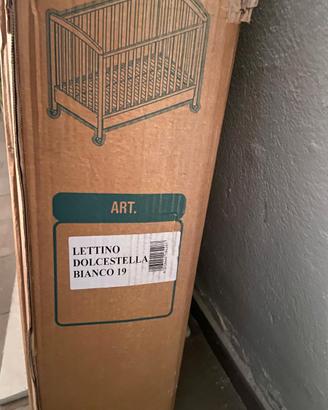 ART.
LETTINO
DOLCESTELLA
BIANCO 19